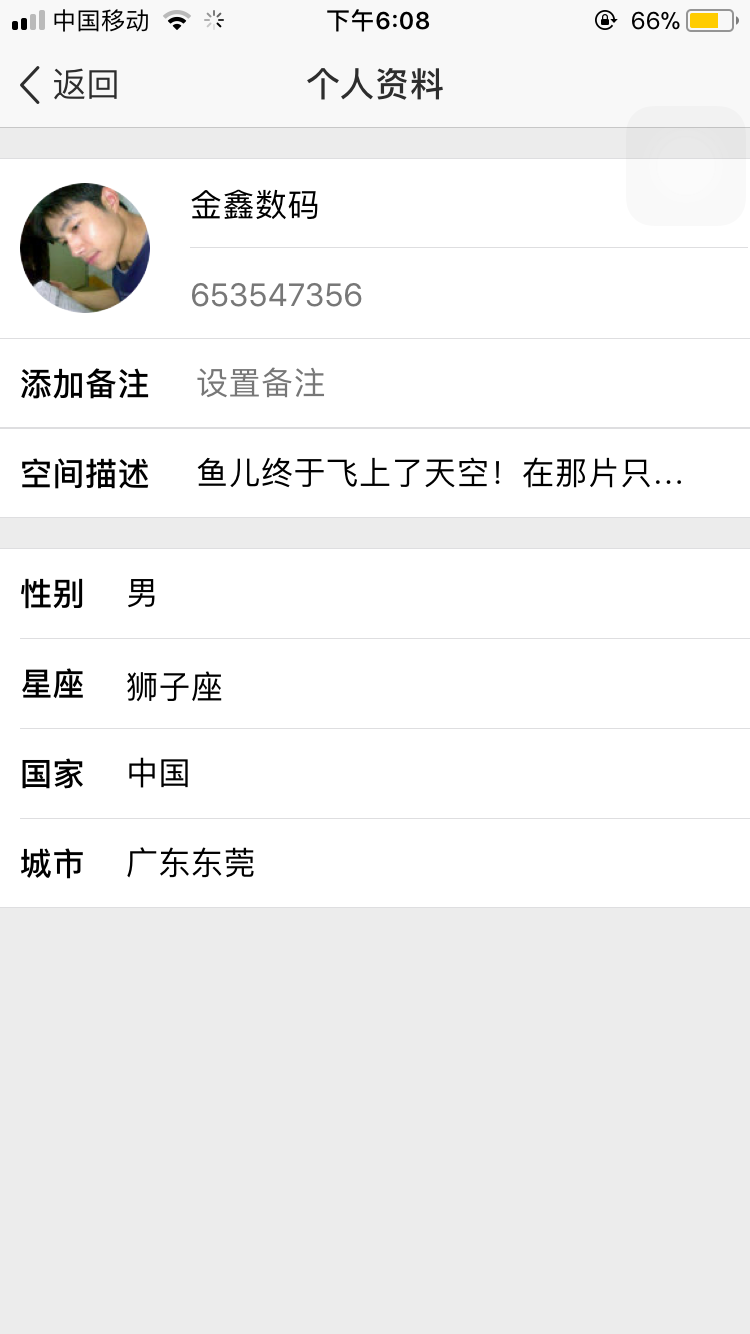 中国移动 下午6:08 66%
返回 个人资料
金鑫数码
653547356
添加备注 设置备注
空间描述 鱼儿终于飞上了天空！在那片只...
性别 男
星座 狮子座
国家 中国
城市 广东东莞